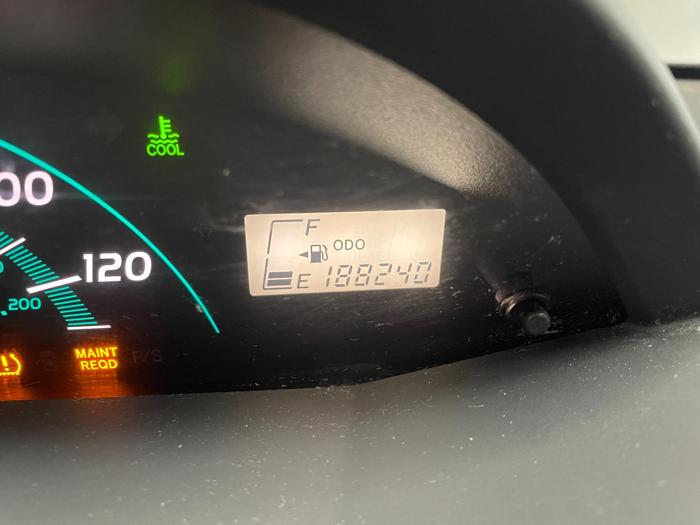 COOL
00
F
ODO
120
E 188240
.200
MAINT
REQD
P/S